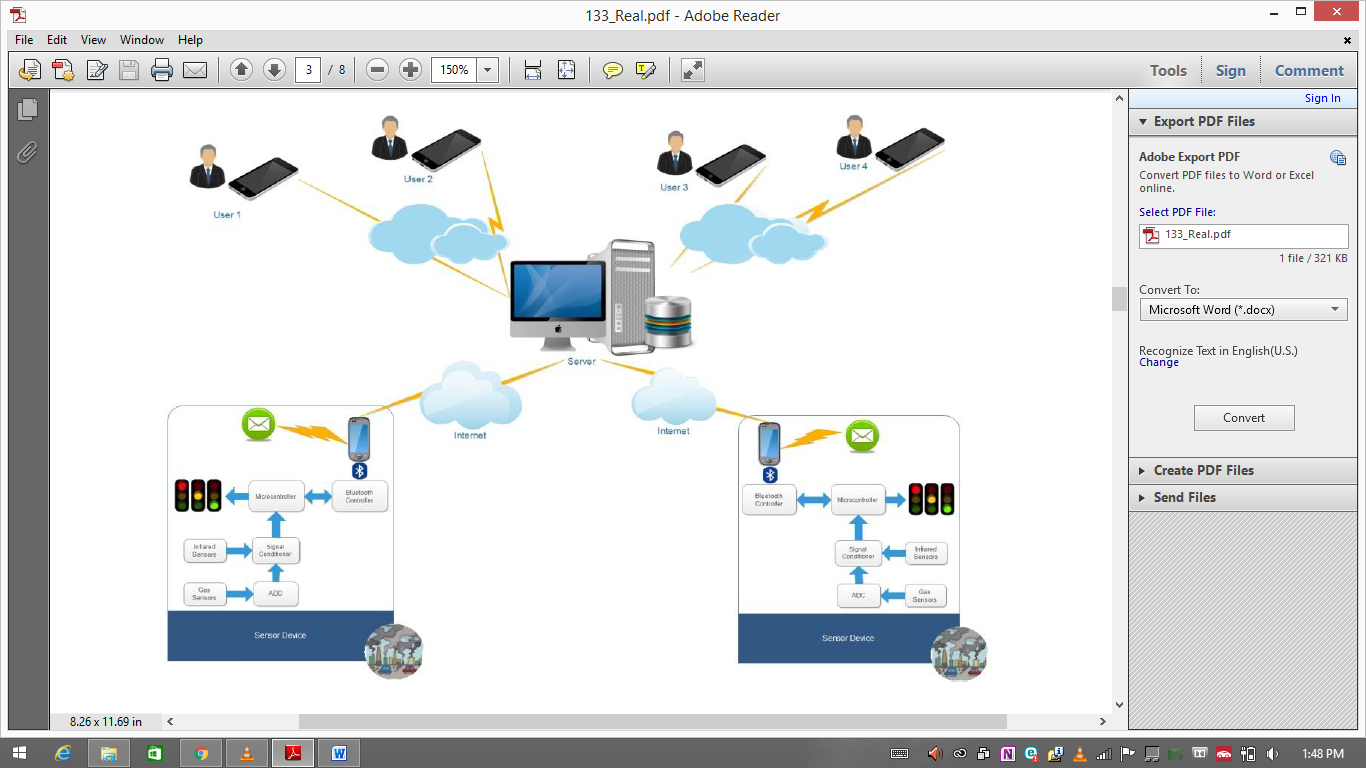 133_Real.pdf - Adobe Reader
File Edit View Window Help
3 / 8
150%
Tools
Sign
Comment
Sign In
Export PDF Files
Adobe Export PDF
Convert PDF files to Word or Excel
online.
Select PDF File:
133_Real.pdf
1 file / 321 KB
Convert To:
Microsoft Word (*.docx)
Recognize Text in English(U.S.)
Change
Convert
Create PDF Files
Send Files
User 1
User 2
User 3
User 4
Server
Internet
Internet
Microcontroller
Bluetooth
Controller
Infrared
Sensors
Signal
Conditioner
Gas
Sensors
ADC
Sensor Device
Bluetooth
Controller
Microcontroller
Signal
Conditioner
Infrared
Sensors
ADC
Gas
Sensors
Sensor Device
8.26 x 11.69 in
1:48 PM